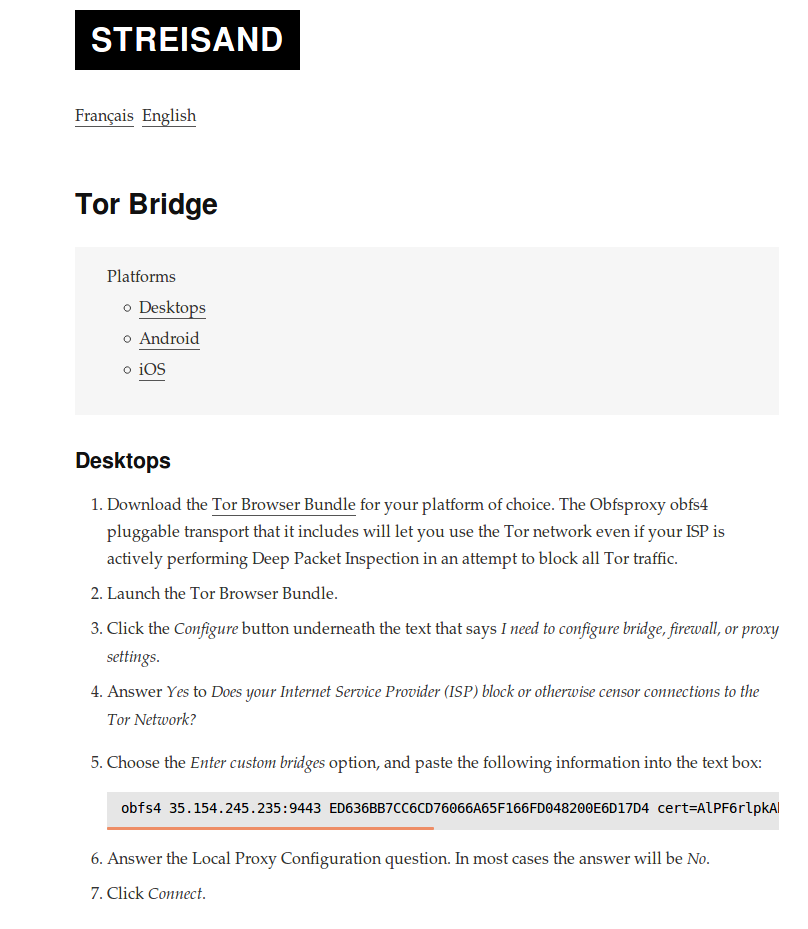 STREISAND
Français English
Tor Bridge
Platforms
Desktops
Android
iOS
Desktops
1. Download the Tor Browser Bundle for your platform of choice. The Obfsproxy obfs4
pluggable transport that it includes will let you use the Tor network even if your ISP is
actively performing Deep Packet Inspection in an attempt to block all Tor traffic.
2. Launch the Tor Browser Bundle.
3. Click the Configure button underneath the text that says I need to configure bridge, firewall, or proxy
settings.
4. Answer Yes to Does your Internet Service Provider (ISP) block or otherwise censor connections to the
Tor Network?
5. Choose the Enter custom bridges option, and paste the following information into the text box:
obfs4 35.154.245.235:9443 ED636BB7CC6CD76066A65F166FD048200E6D17D4 cert=AlPF6rlpkA
6. Answer the Local Proxy Configuration question. In most cases the answer will be No.
7. Click Connect.